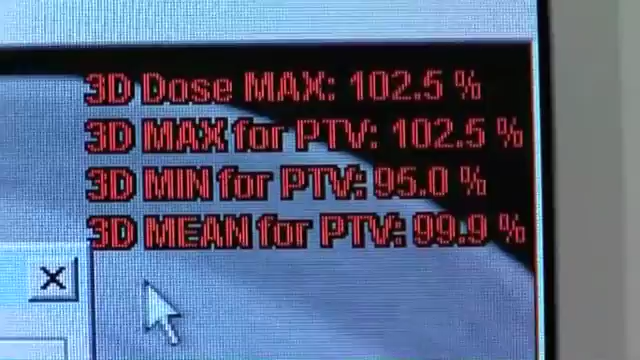 3D Dose MAX: 102.5 %
3D MAX for PTV: 102.5 %
3D MIN for PTV: 95.0 %
3D MEAN for PTV: 99.9 %